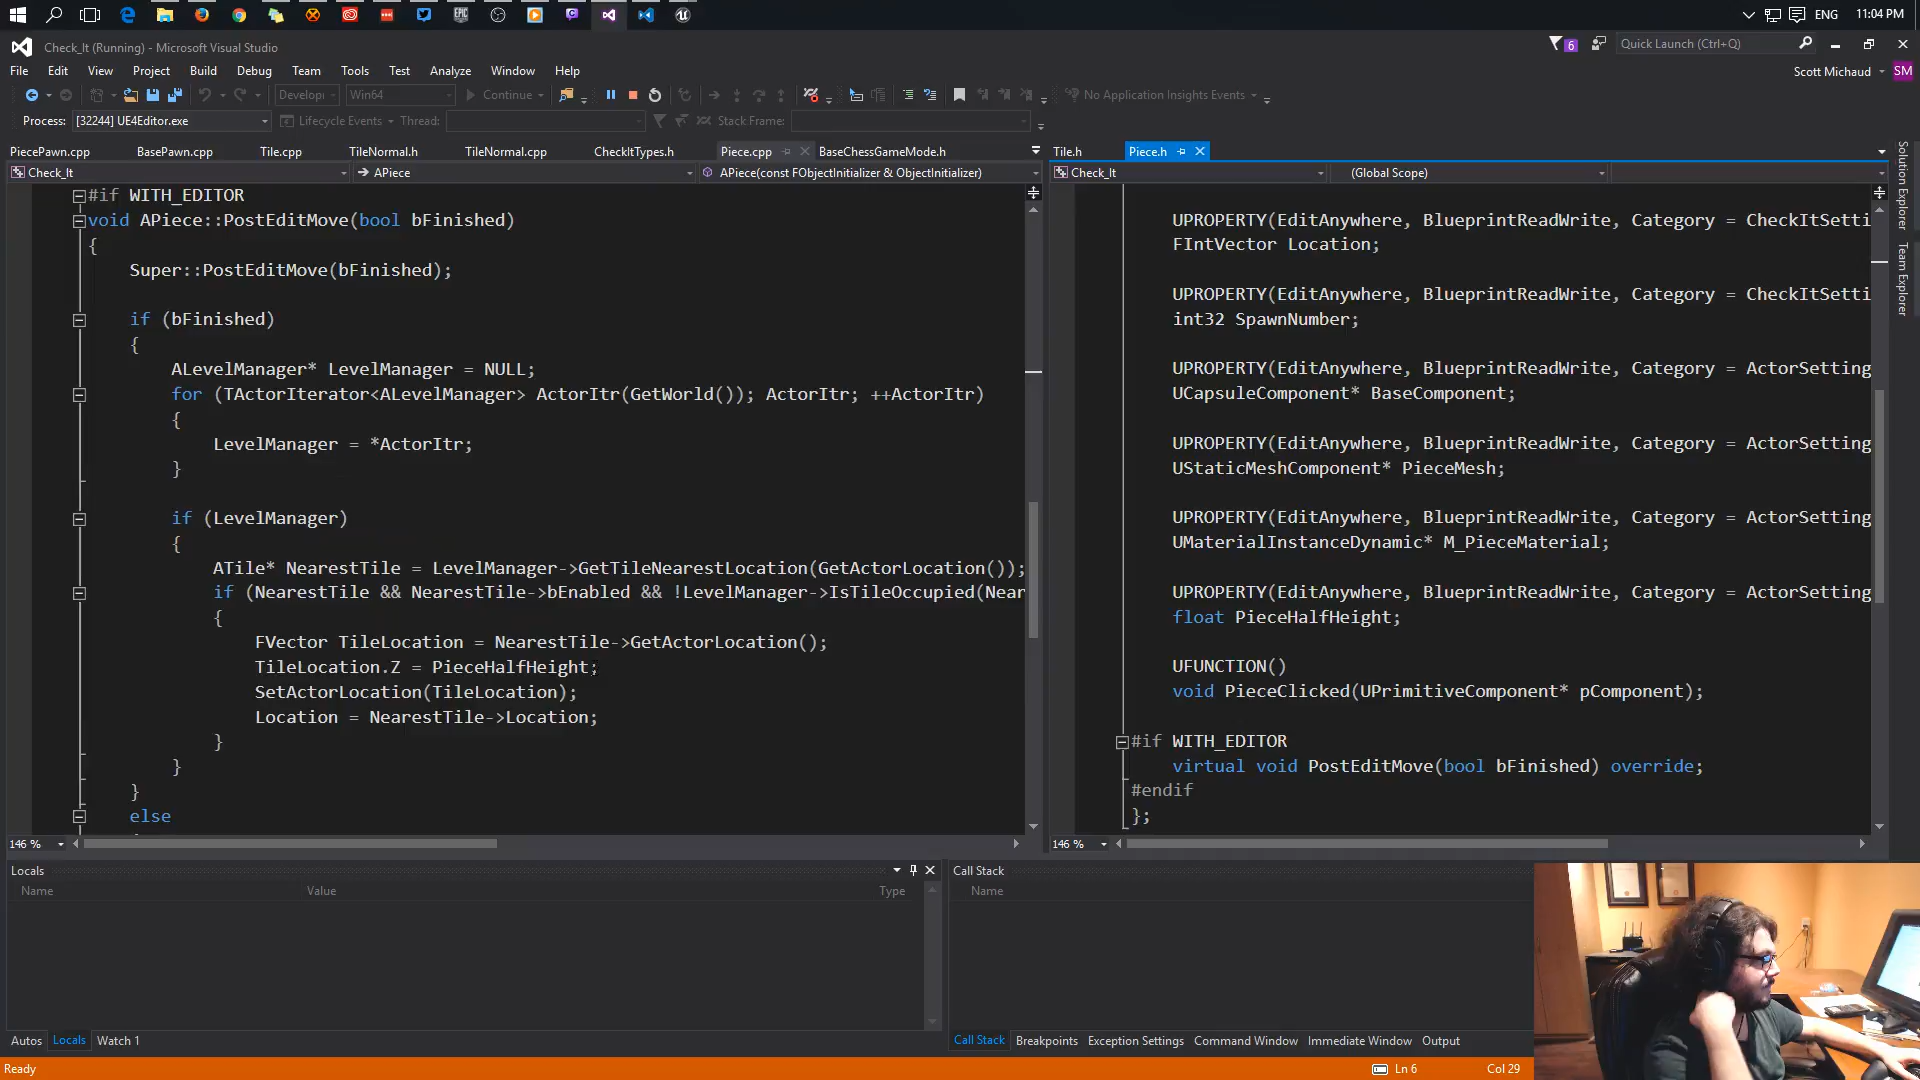 ENG
11:04 PM
Check_It (Running) - Microsoft Visual Studio
6
Quick Launch (Ctrl+Q)
File Edit View Project Build Debug Team Tools Test Analyze Window Help
Scott Michaud
SM
Develop Win64 Continue
No Application Insights Events
Process: [32244] UE4Editor.exe
Lifecycle Events
Thread:
Stack Frame:
PiecePawn.cpp BasePawn.cpp Tile.cpp TileNormal.h TileNormal.cpp CheckItTypes.h Piece.cpp BaseChessGameMode.h
Check_It
APiece
APiece(const FObjectInitializer & ObjectInitializer)
#if WITH_EDITOR
void APiece::PostEditMove(bool bFinished)
{
Super::PostEditMove(bFinished);
if (bFinished)
{
ALevelManager* LevelManager = NULL;
for (TActorIterator<ALevelManager> ActorItr(GetWorld()); ActorItr; ++ActorItr)
{
LevelManager = *ActorItr;
}
if (LevelManager)
{
ATile* NearestTile = LevelManager->GetTileNearestLocation(GetActorLocation());
if (NearestTile && NearestTile->bEnabled && !LevelManager->IsTileOccupied(Near
{
FVector TileLocation = NearestTile->GetActorLocation();
TileLocation.Z = PieceHalfHeight;
SetActorLocation(TileLocation);
Location = NearestTile->Location;
}
}
}
else
146 %
Tile.h Piece.h
Check_It
(Global Scope)
UPROPERTY(EditAnywhere, BlueprintReadWrite, Category = CheckItSetti
FIntVector Location;
UPROPERTY(EditAnywhere, BlueprintReadWrite, Category = CheckItSetti
int32 SpawnNumber;
UPROPERTY(EditAnywhere, BlueprintReadWrite, Category = ActorSetting
UCapsuleComponent* BaseComponent;
UPROPERTY(EditAnywhere, BlueprintReadWrite, Category = ActorSetting
UStaticMeshComponent* PieceMesh;
UPROPERTY(EditAnywhere, BlueprintReadWrite, Category = ActorSetting
UMaterialInstanceDynamic* M_PieceMaterial;
UPROPERTY(EditAnywhere, BlueprintReadWrite, Category = ActorSetting
float PieceHalfHeight;
UFUNCTION()
void PieceClicked(UPrimitiveComponent* pComponent);
#if WITH_EDITOR
virtual void PostEditMove(bool bFinished) override;
#endif
};
146 %
Solution Explorer
Team Explorer
Locals
Name Value Type
Autos Locals Watch 1
Call Stack
Name
Call Stack Breakpoints Exception Settings Command Window Immediate Window Output
Ready
Ln 6
Col 29